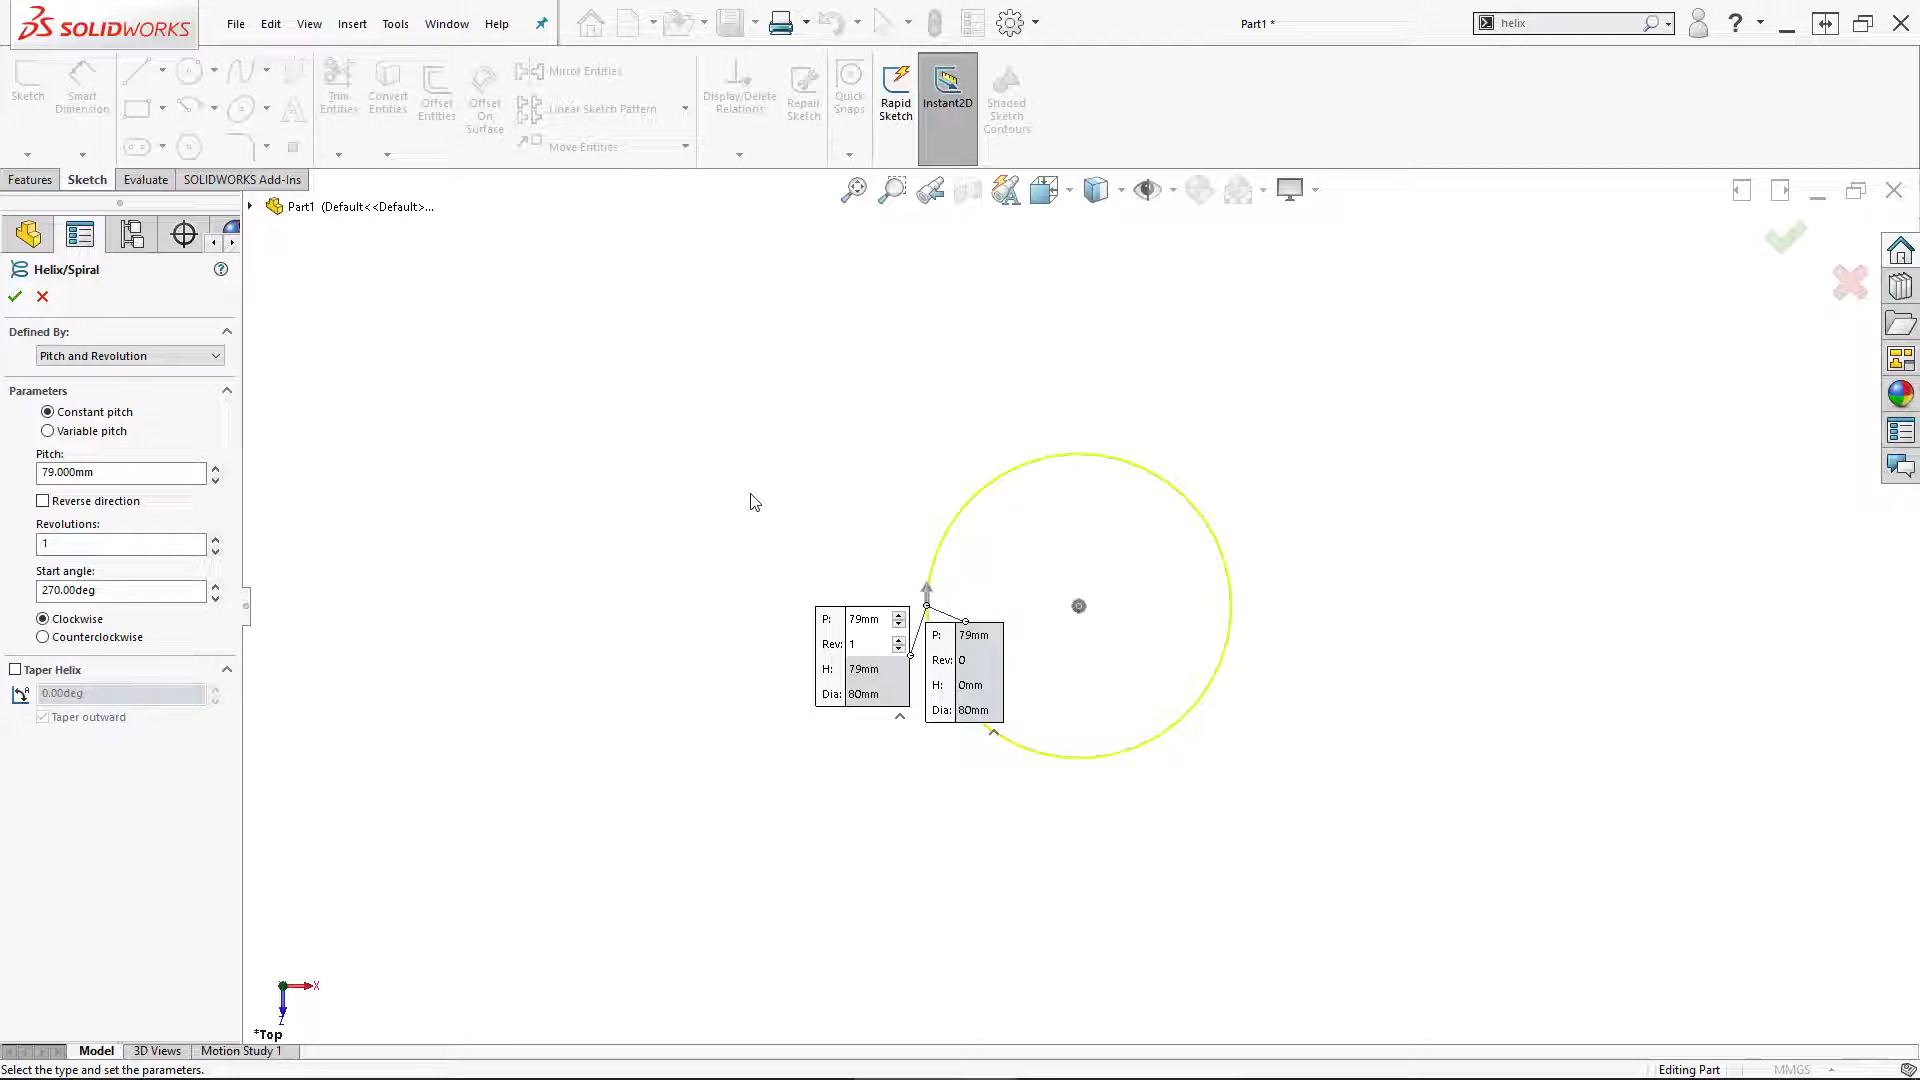 SOLIDWORKS File Edit View Insert Tools Window Help Part1 * helix ?
Sketch Smart Dimension Trim Entities Convert Entities Offset Entities Offset On Surface Mirror Entities Linear Sketch Pattern Move Entities Display/Delete Relations Repair Sketch Quick Snaps Rapid Sketch Instant2D Shaded Sketch Contours
Features Sketch Evaluate SOLIDWORKS Add-Ins
Part1 (Default<<Default>...
Helix/Spiral ?
Defined By:
Pitch and Revolution
Parameters
Constant pitch
Variable pitch
Pitch:
79.000mm
Reverse direction
Revolutions:
1
Start angle:
270.00deg
Clockwise
Counterclockwise
Taper Helix
0.00deg
Taper outward
P: 79mm
Rev: 1
H: 79mm
Dia: 80mm
P: 79mm
Rev: 0
H: 0mm
Dia: 80mm
X
Z
*Top
Model 3D Views Motion Study 1
Select the type and set the parameters. Editing Part MMGS